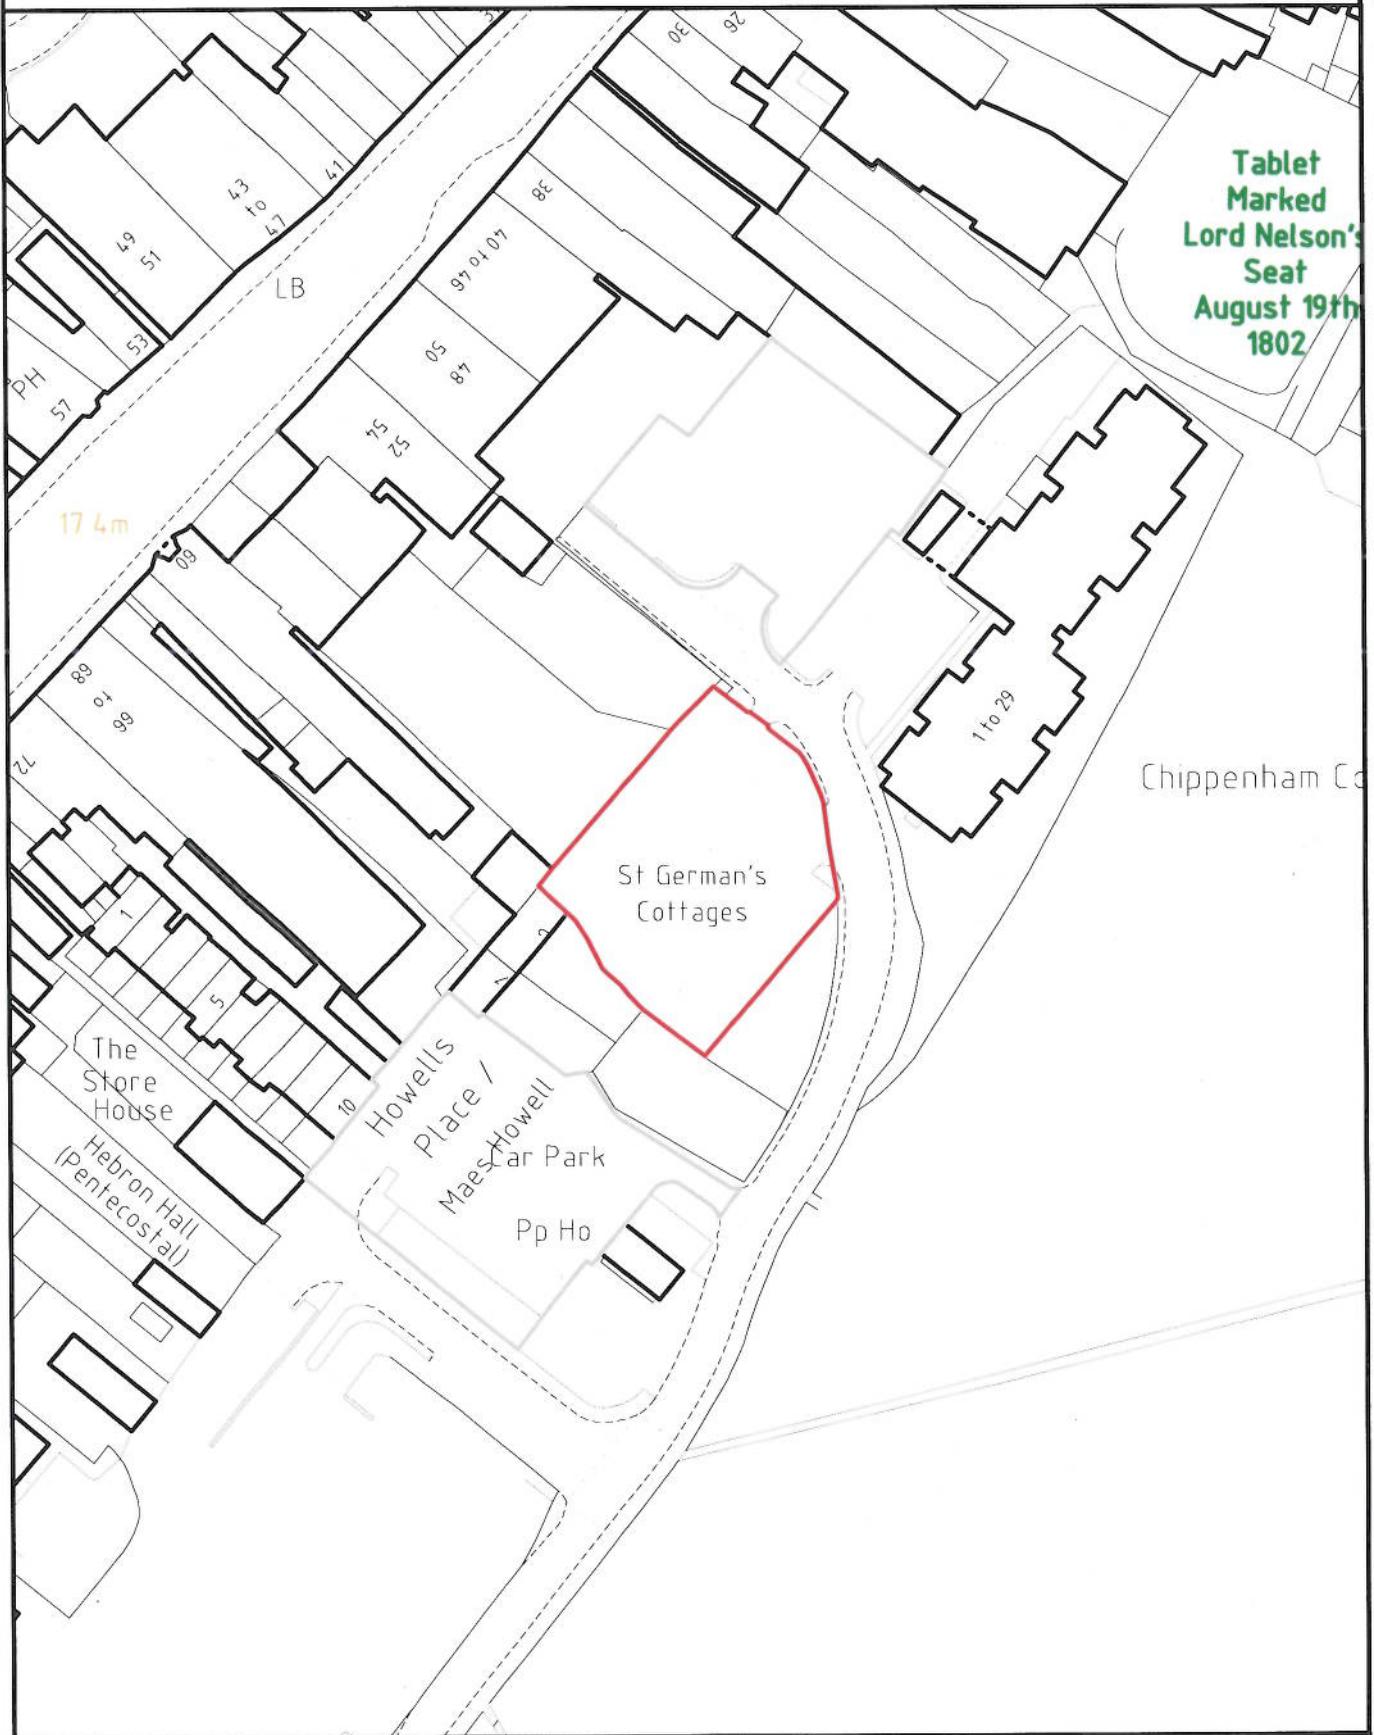 26
30
41
43
to
47
38
49
51
40 to 46
Tablet
Marked
Lord Nelson's
Seat
August 19th
1802
LB
53
50
48
PH
57
54
52
17 4m
60
68
to
66
1 to 29
72
Chippenham Co
St German's
Cottages
1
2
1
5
The
Store
House
10
Howells
Place /
Maes Howell
Car Park
Hebron Hall
(Pentecostal)
Pp Ho